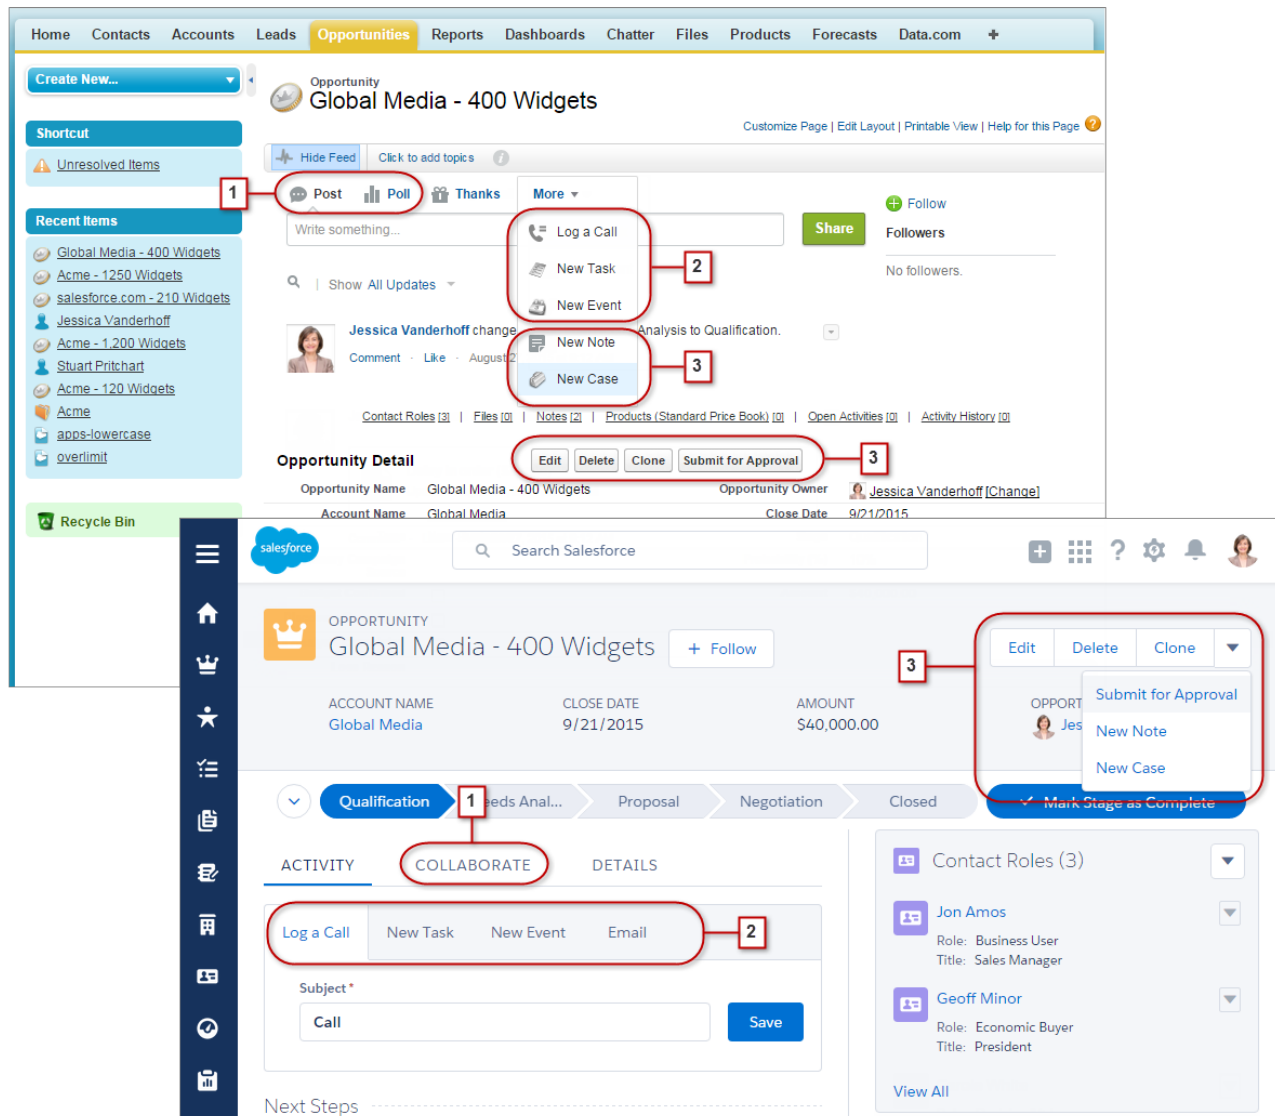 Home Contacts Accounts Leads Opportunities Reports Dashboards Chatter Files Products Forecasts Data.com +
Create New...
Shortcut
Unresolved Items
Recent Items
Global Media - 400 Widgets
Acme - 1250 Widgets
salesforce.com - 210 Widgets
Jessica Vanderhoff
Acme - 1,200 Widgets
Stuart Pritchart
Acme - 120 Widgets
Acme
apps-lowercase
overlimit
Recycle Bin
Opportunity
Global Media - 400 Widgets
Customize Page | Edit Layout | Printable View | Help for this Page ?
Hide Feed Click to add topics i
1 Post Poll Thanks More
Write something... Share
Log a Call
New Task
New Event
2
New Note
New Case
3
Follow
Followers
No followers.
Show All Updates
Jessica Vanderhoff change Analysis to Qualification.
Comment · Like · August 2
Contact Roles [3] | Files [0] | Notes [2] | Products (Standard Price Book) [0] | Open Activities [0] | Activity History [0]
Opportunity Detail Edit Delete Clone Submit for Approval 3
Opportunity Name Global Media - 400 Widgets Opportunity Owner Jessica Vanderhoff [Change]
Account Name Global Media Close Date 9/21/2015
salesforce Search Salesforce ?
OPPORTUNITY
Global Media - 400 Widgets + Follow
3 Edit Delete Clone
Submit for Approval
New Note
New Case
ACCOUNT NAME CLOSE DATE AMOUNT OPPORT
Global Media 9/21/2015 $40,000.00 Jes
Qualification 1 eeds Anal... Proposal Negotiation Closed Mark Stage as Complete
ACTIVITY COLLABORATE DETAILS
Log a Call New Task New Event Email 2
Subject *
Call Save
Next Steps
Contact Roles (3)
Jon Amos
Role: Business User
Title: Sales Manager
Geoff Minor
Role: Economic Buyer
Title: President
View All